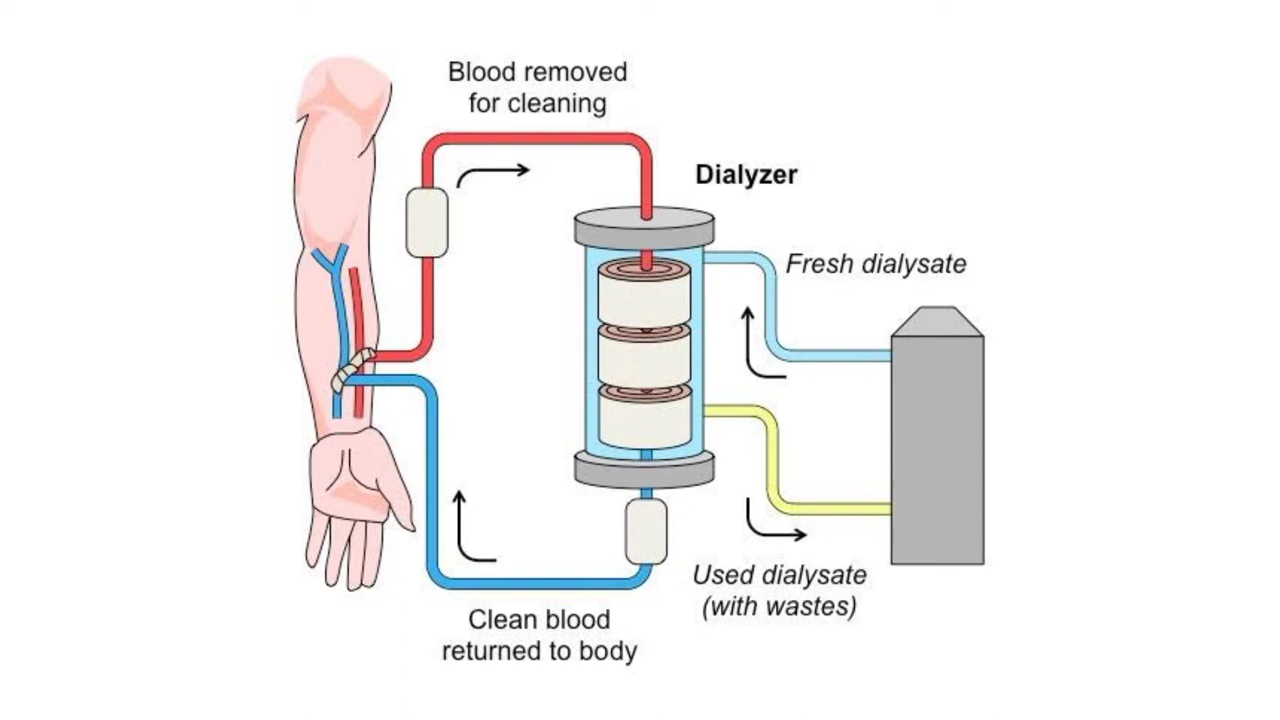 Blood removed
for cleaning
Dialyzer
Fresh dialysate
Used dialysate
(with wastes)
Clean blood
returned to body